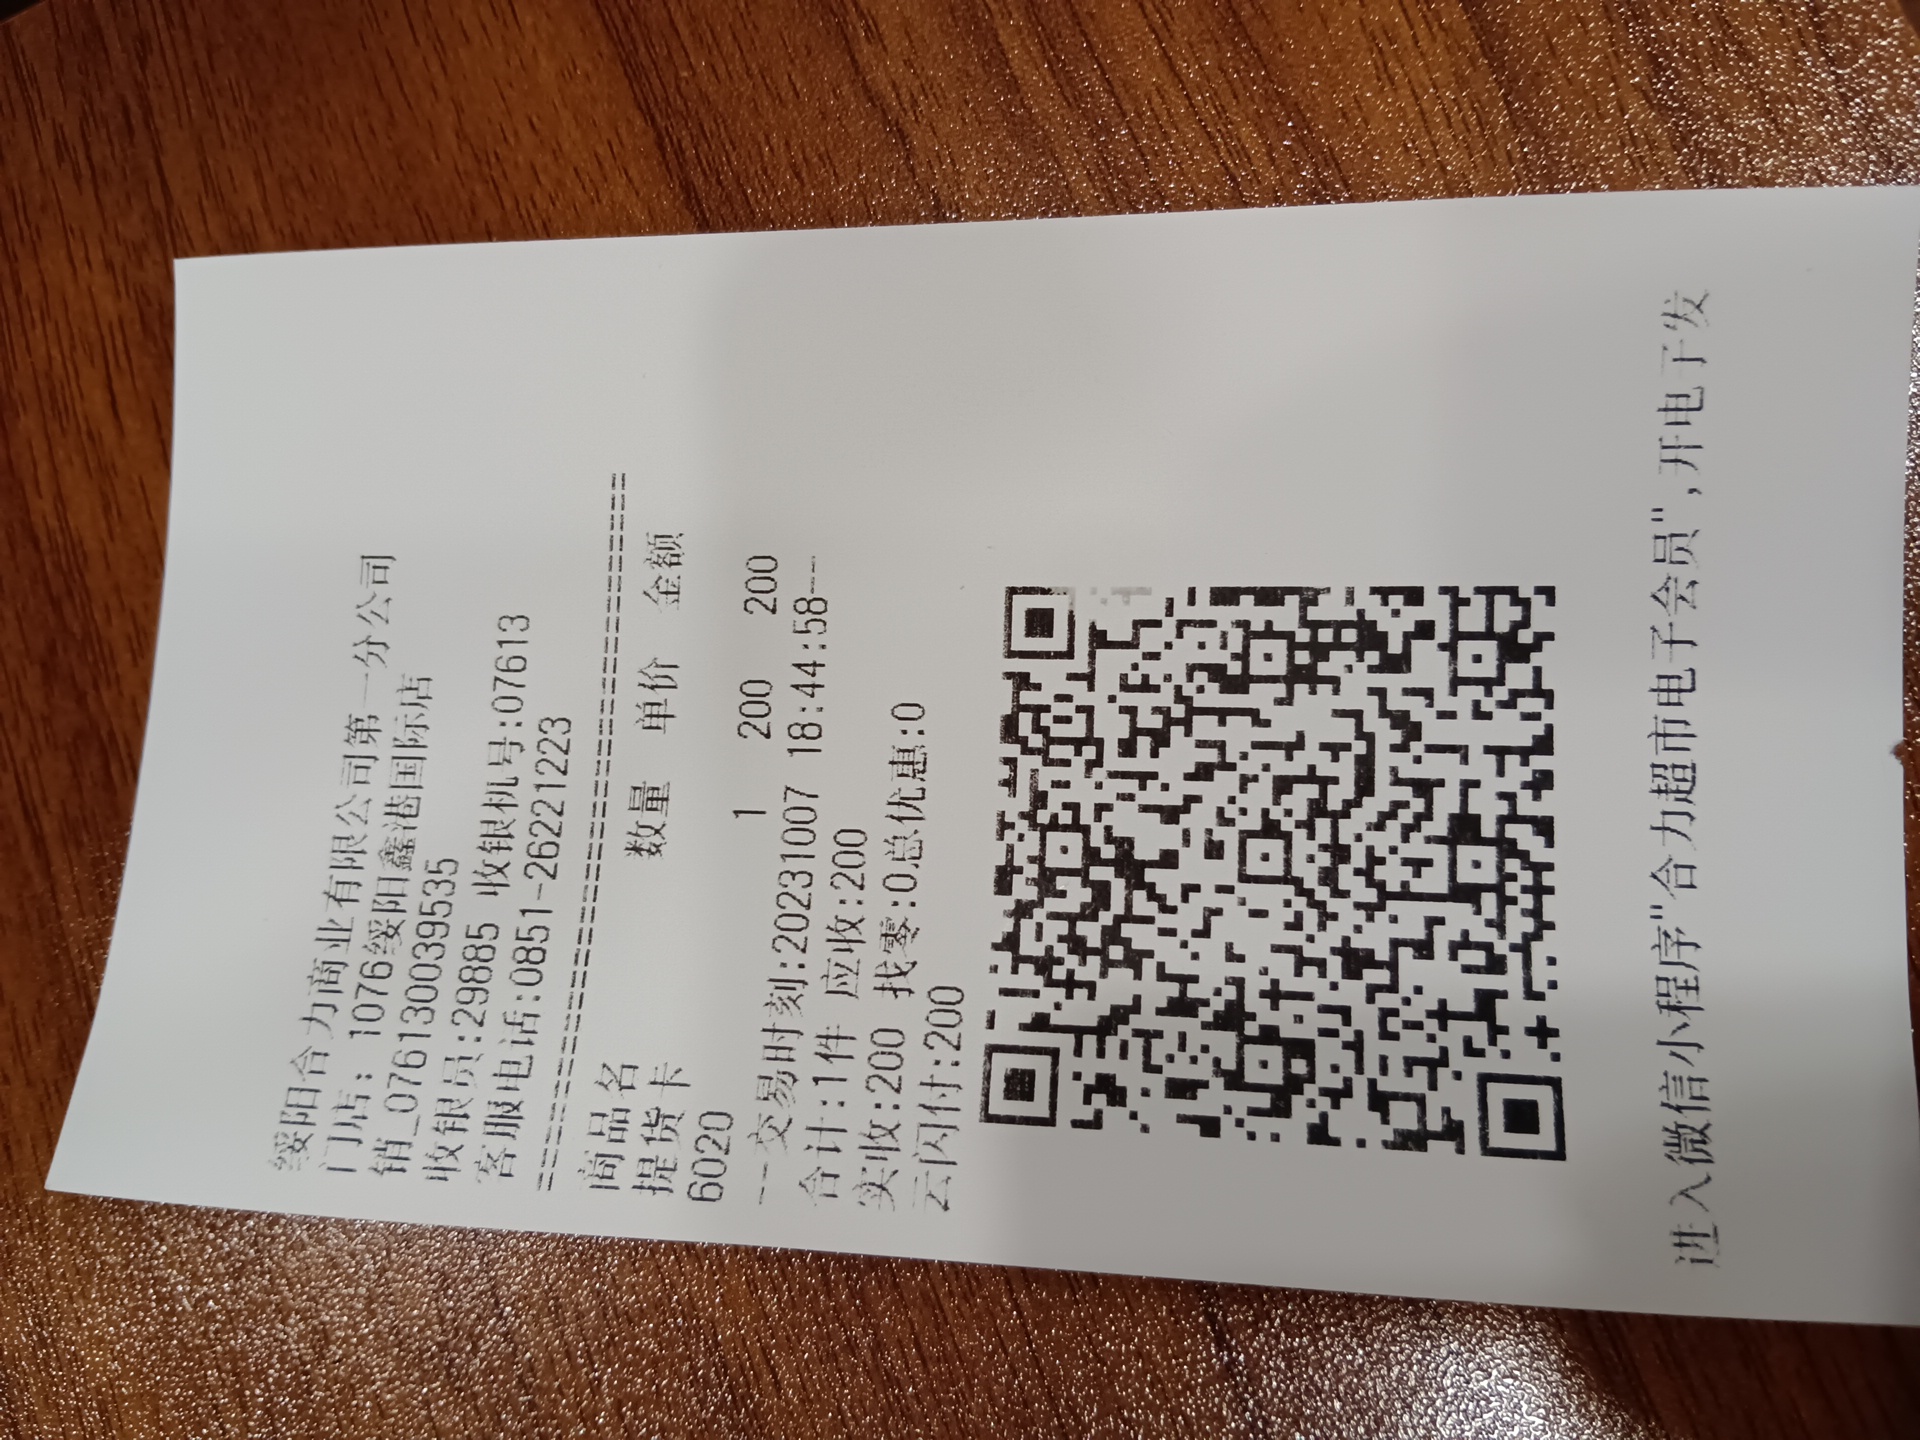 绥阳合力商业有限公司第一分公司
门店: 1076绥阳鑫港国际店
销_0761300039535
收银员:29885 收银机号:07613
客服电话:0851-26221223
================================
商品名 数量 单价 金额
提货卡
6020 1 200 200
--交易时刻:20231007 18:44:58--
合计:1件 应收:200
实收:200 找零:0总优惠:0
云闪付:200
进入微信小程序"合力超市电子会员",开电子发